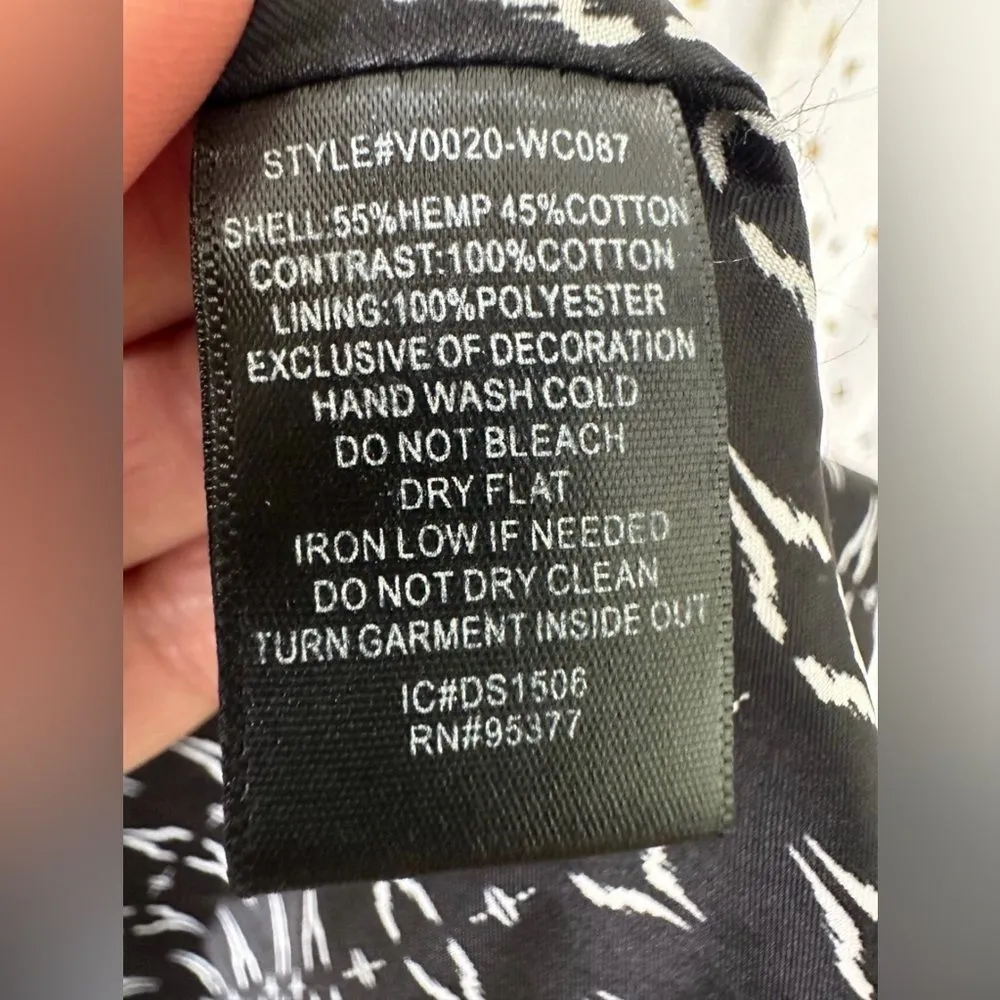 STYLE#V0020-WC087
SHELL:55%HEMP 45%COTTON
CONTRAST:100%COTTON
LINING:100%POLYESTER
EXCLUSIVE OF DECORATION
HAND WASH COLD
DO NOT BLEACH
DRY FLAT
IRON LOW IF NEEDED
DO NOT DRY CLEAN
TURN GARMENT INSIDE OUT
IC#DS1506
RN#95377